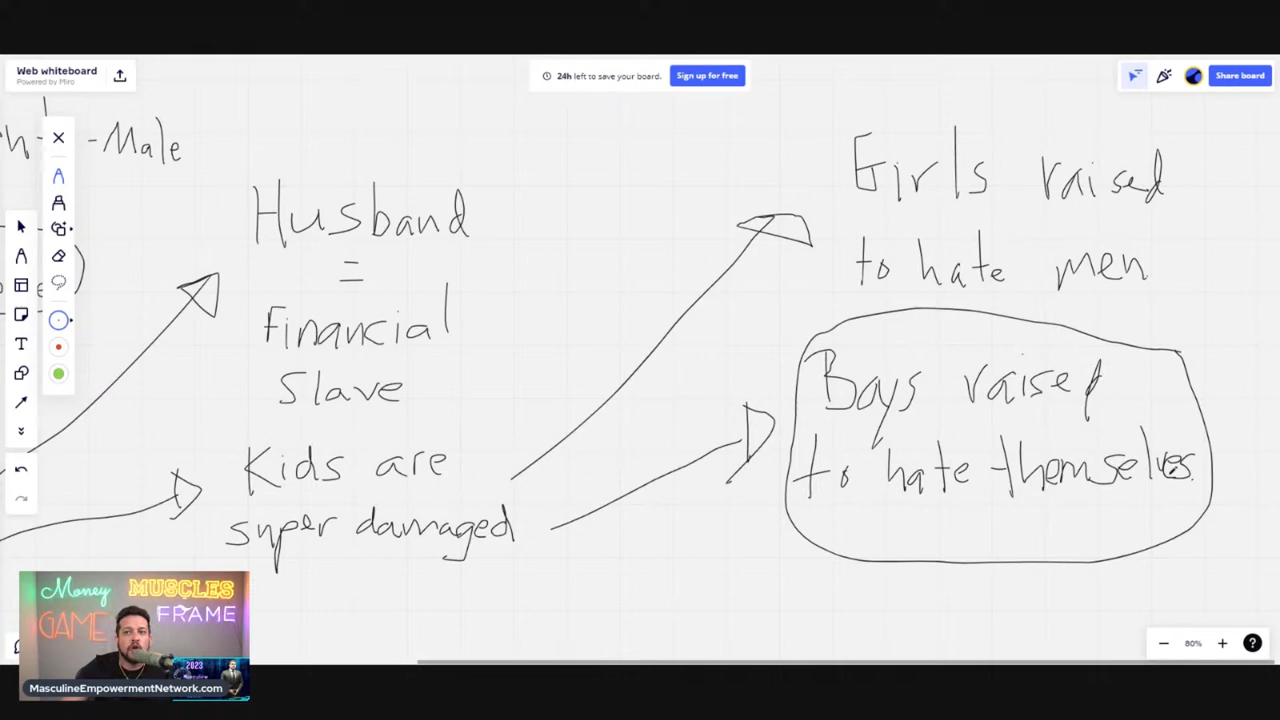 Web whiteboard
Powered by Miro
24h left to save your board.
Sign up for free
Share board
-Male
Husband
=
Financial
Slave
Kids are
super damaged
Girls raised
to hate men
Boys raised
to hate themselves.
T
80%
?
Money
MUSCLES
GAME
FRAME
2023
MasculineEmpowermentNetwork.com